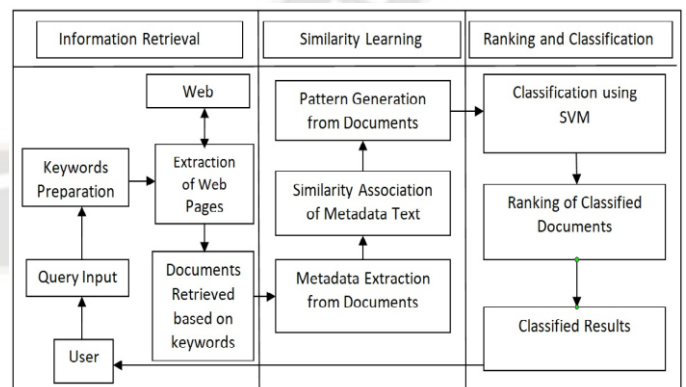 Information Retrieval
Similarity Learning
Ranking and Classification
Web
Extraction
of Web
Pages
Keywords
Preparation
Query Input
User
Documents
Retrieved
based on
keywords
Pattern Generation
from Documents
Similarity Association
of Metadata Text
Metadata Extraction
from Documents
Classification using
SVM
Ranking of Classified
Documents
Classified Results